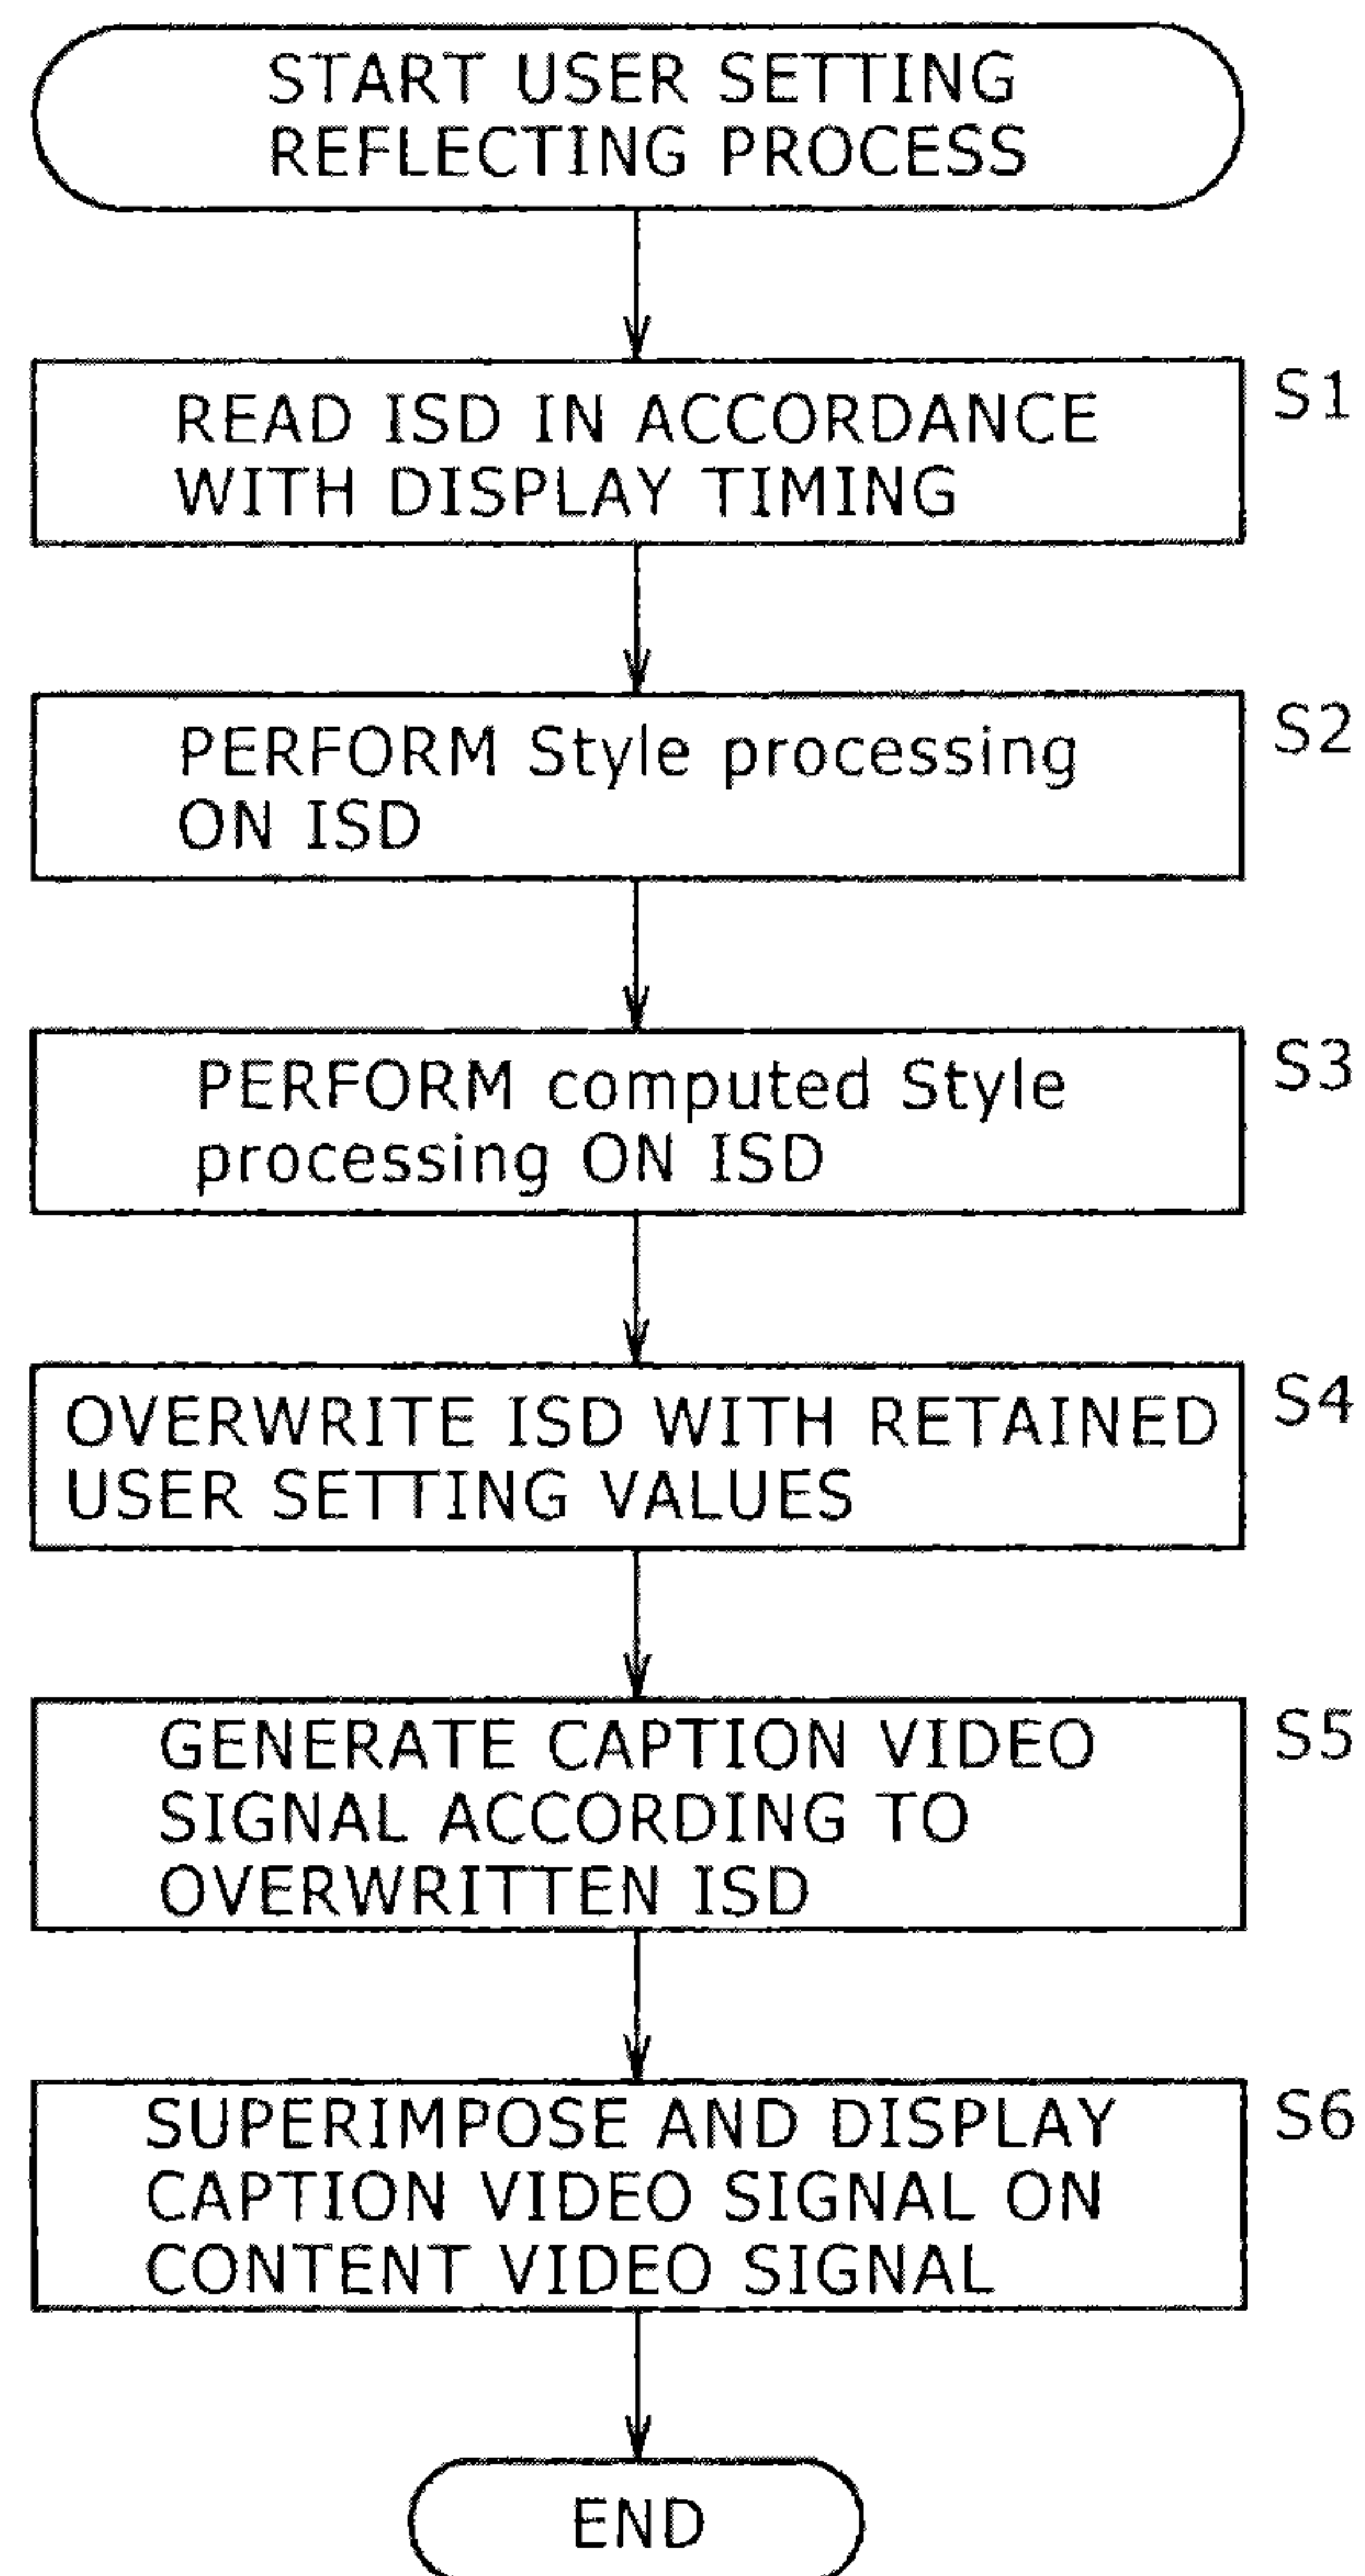 START USER SETTING
REFLECTING PROCESS
READ ISD IN ACCORDANCE
WITH DISPLAY TIMING
S1
PERFORM Style processing
ON ISD
S2
PERFORM computed Style
processing ON ISD
S3
OVERWRITE ISD WITH RETAINED
USER SETTING VALUES
S4
GENERATE CAPTION VIDEO
SIGNAL ACCORDING TO
OVERWRITTEN ISD
S5
SUPERIMPOSE AND DISPLAY
CAPTION VIDEO SIGNAL ON
CONTENT VIDEO SIGNAL
S6
END